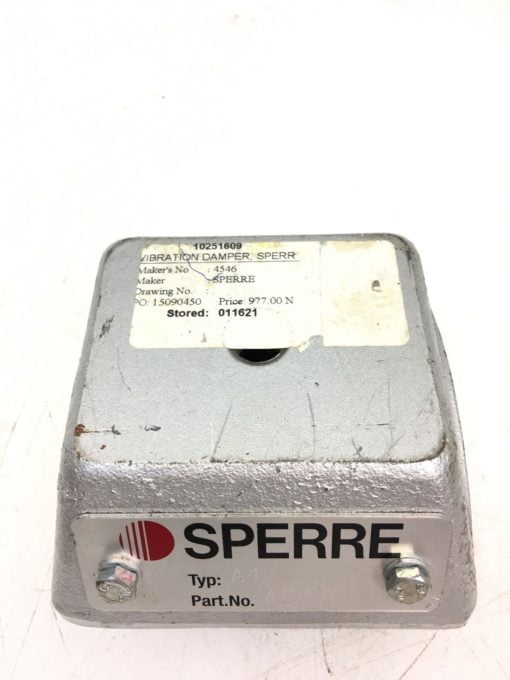 10251609
VIBRATION DAMPER, SPERR
Maker's No : 4546
Maker :SPERRE
Drawing No. :
PO: 15090450 Price: 977.00 N
Stored: 011621
SPERRE
Typ: A1
Part.No.